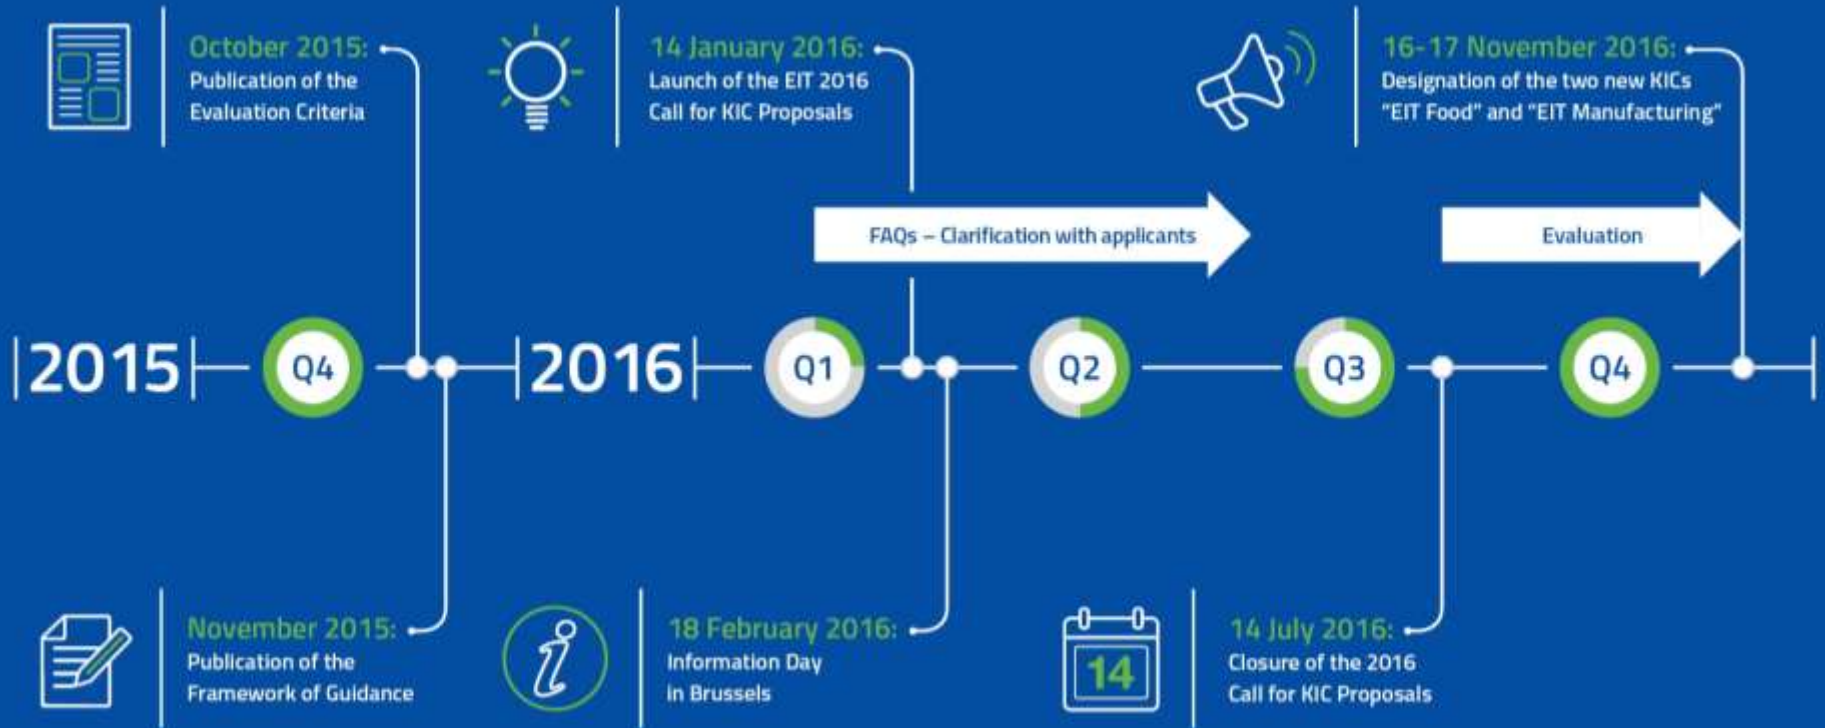 October 2015:
Publication of the
Evaluation Criteria
14 January 2016:
Launch of the EIT 2016
Call for KIC Proposals
16-17 November 2016:
Designation of the two new KICs
"EIT Food" and "EIT Manufacturing"
FAQs – Clarification with applicants
Evaluation
2015
Q4
2016
Q1
Q2
Q3
Q4
November 2015:
Publication of the
Framework of Guidance
18 February 2016:
Information Day
in Brussels
14
14 July 2016:
Closure of the 2016
Call for KIC Proposals